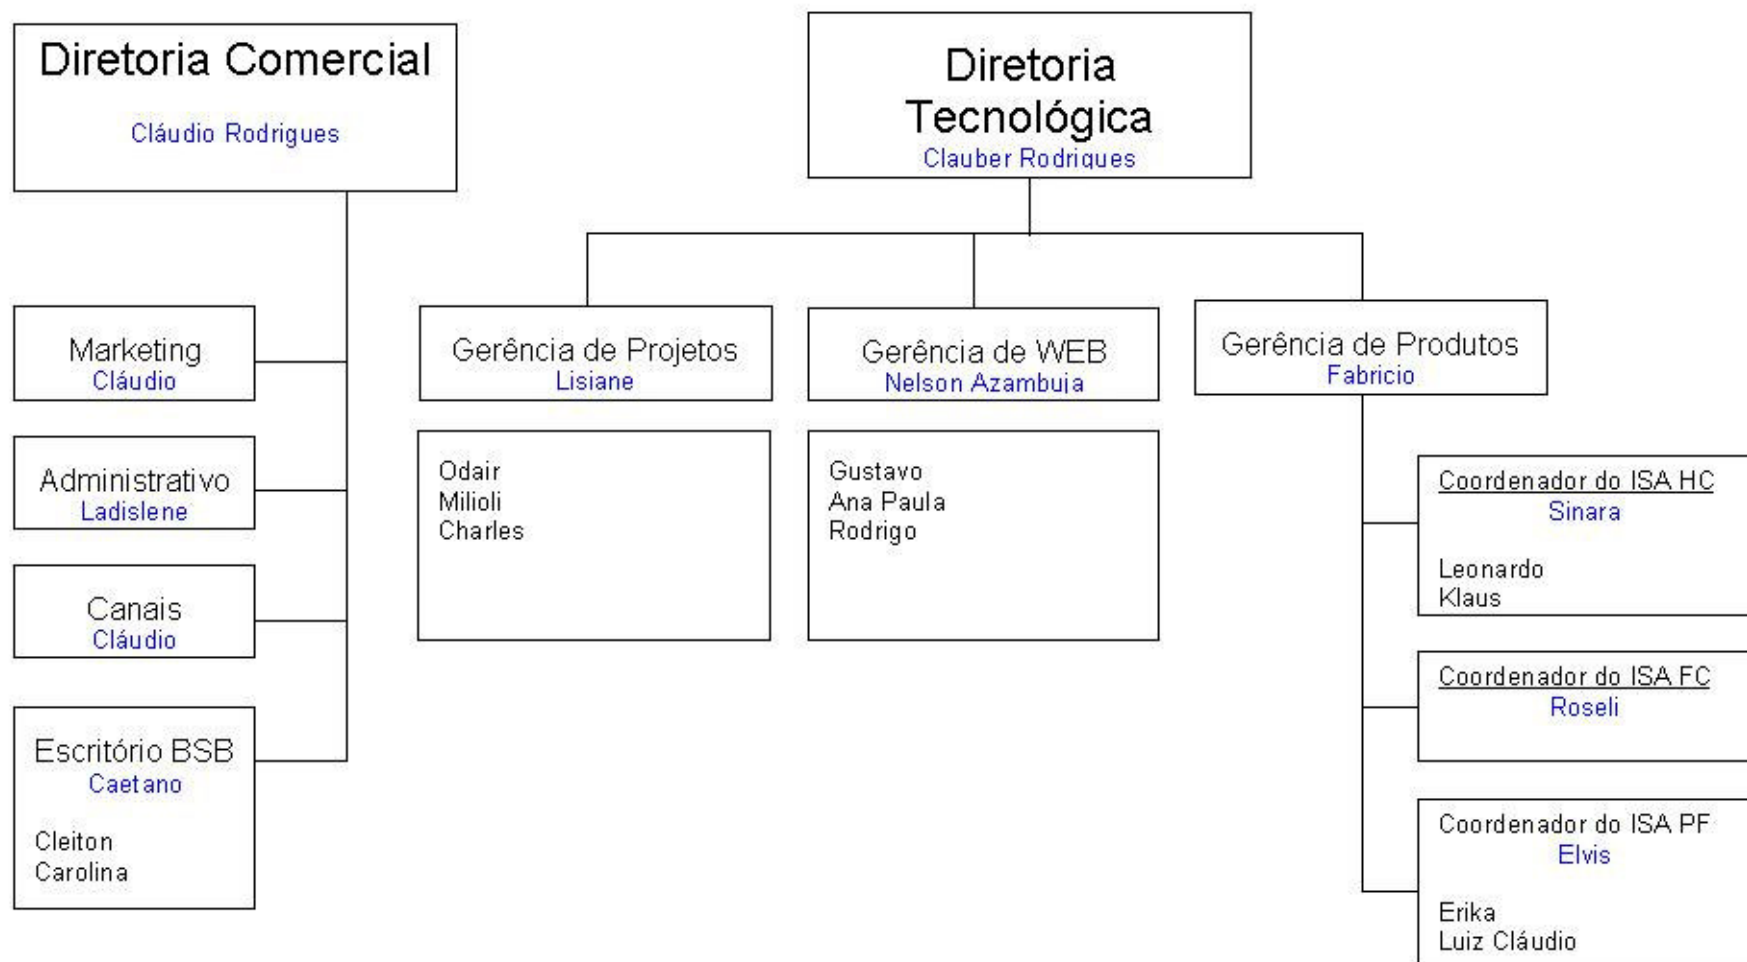 Diretoria Comercial
Cláudio Rodrigues
Diretoria
Tecnológica
Clauber Rodrigues
Marketing
Cláudio
Administrativo
Ladislene
Canais
Cláudio
Escritório BSB
Caetano
Cleiton
Carolina
Gerência de Projetos
Lisiane
Odair
Milioli
Charles
Gerência de WEB
Nelson Azambuja
Gustavo
Ana Paula
Rodrigo
Gerência de Produtos
Fabricio
Coordenador do ISA HC
Sinara
Leonardo
Klaus
Coordenador do ISA FC
Roseli
Coordenador do ISA PF
Elvis
Erika
Luiz Cláudio